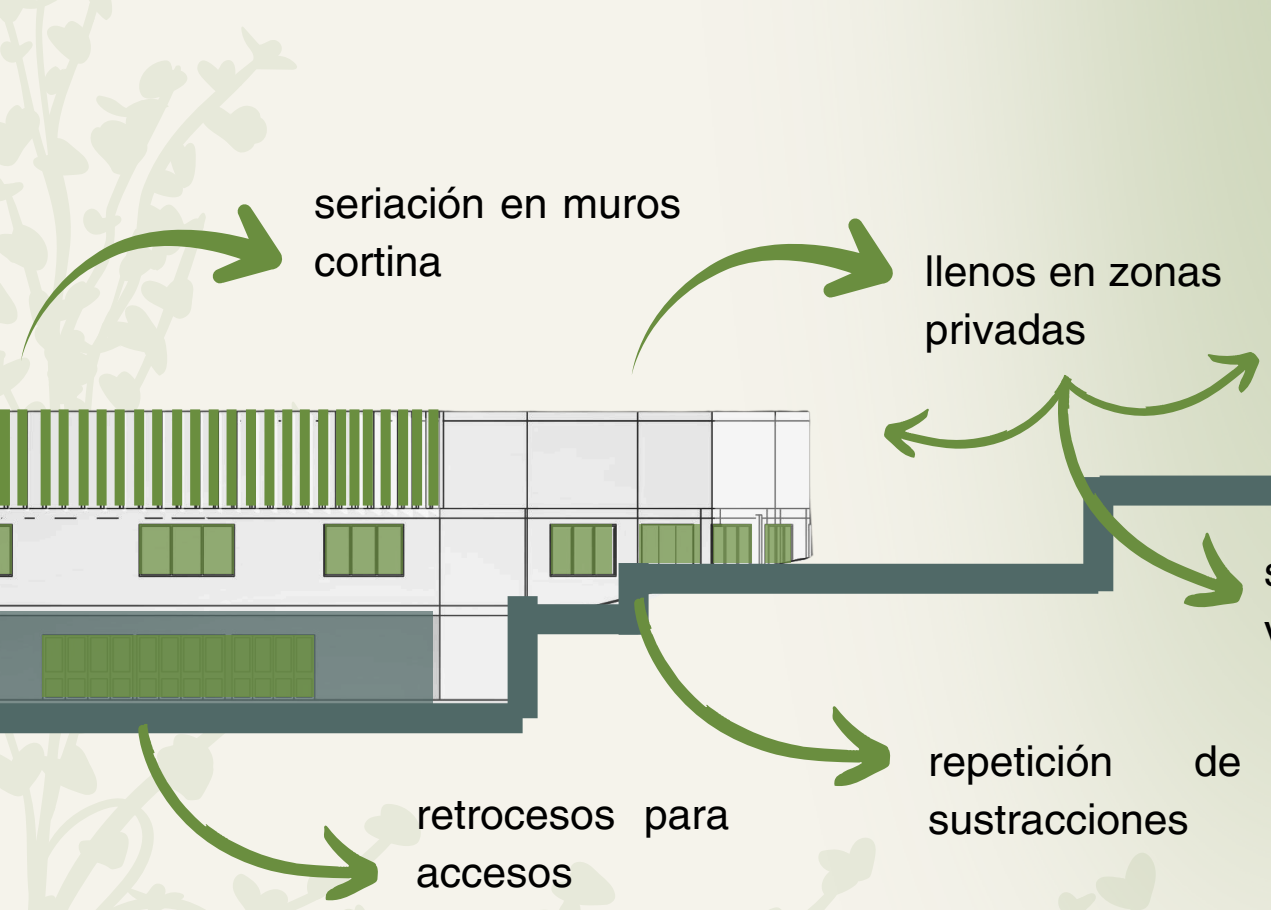 seriación en muros
cortina
llenos en zonas
privadas
repetición de
sustracciones
retrocesos para
accesos